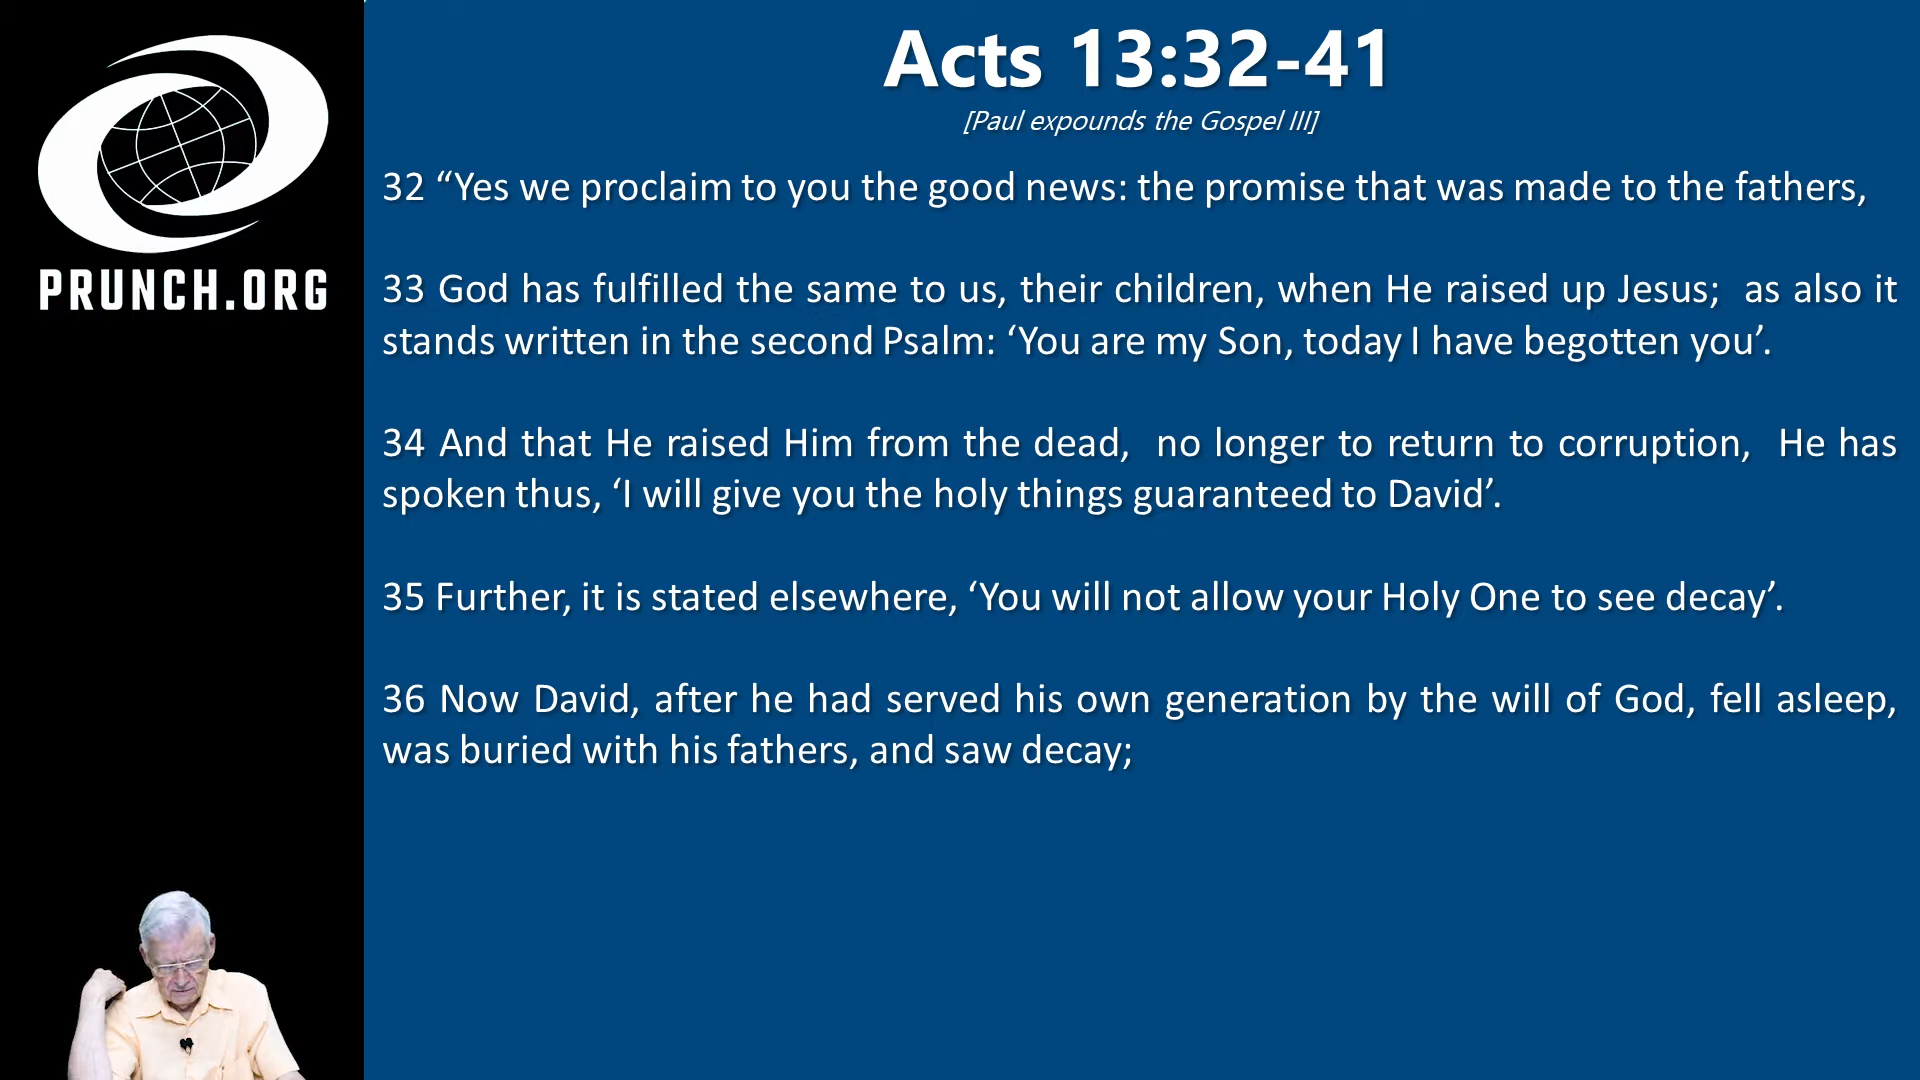 PRUNCH.ORG
Acts 13:32-41
[Paul expounds the Gospel III]
32 “Yes we proclaim to you the good news: the promise that was made to the fathers,
33 God has fulfilled the same to us, their children, when He raised up Jesus;  as also it
stands written in the second Psalm: ‘You are my Son, today I have begotten you’.
34 And that He raised Him from the dead,  no longer to return to corruption,  He has
spoken thus, ‘I will give you the holy things guaranteed to David’.
35 Further, it is stated elsewhere, ‘You will not allow your Holy One to see decay’.
36 Now David, after he had served his own generation by the will of God, fell asleep,
was buried with his fathers, and saw decay;